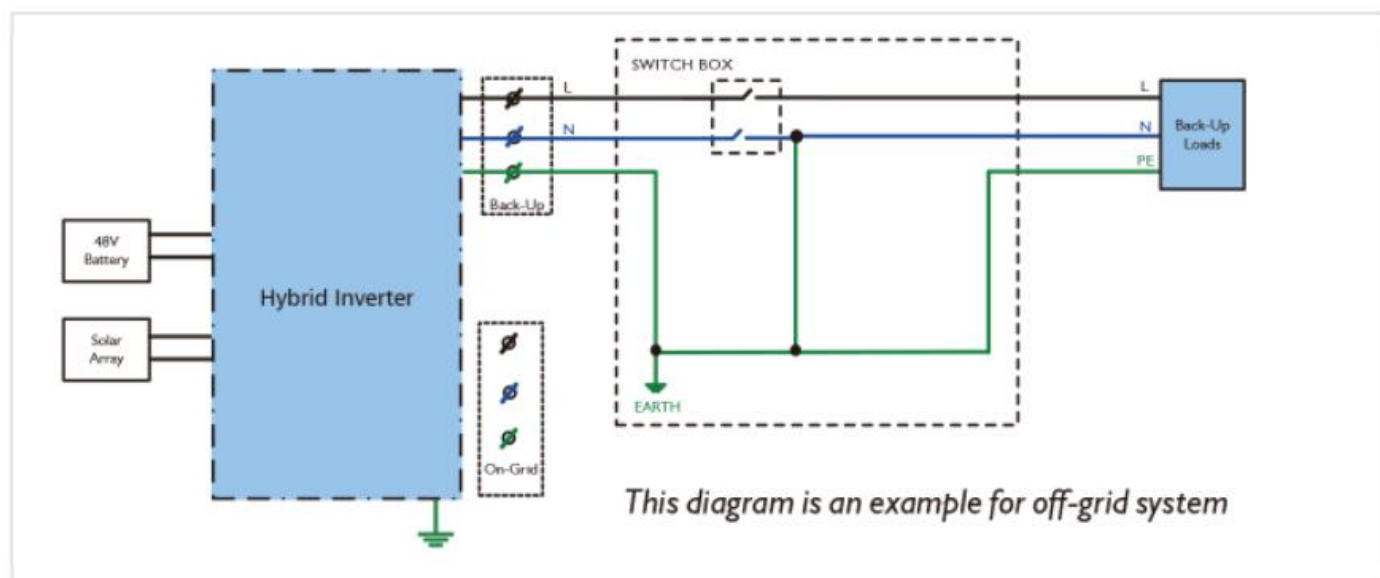 SWITCH BOX
L
L
N
N
Back-Up
Loads
PE
Back-Up
48V
Battery
Hybrid Inverter
Solar
Array
EARTH
On-Grid
This diagram is an example for off-grid system